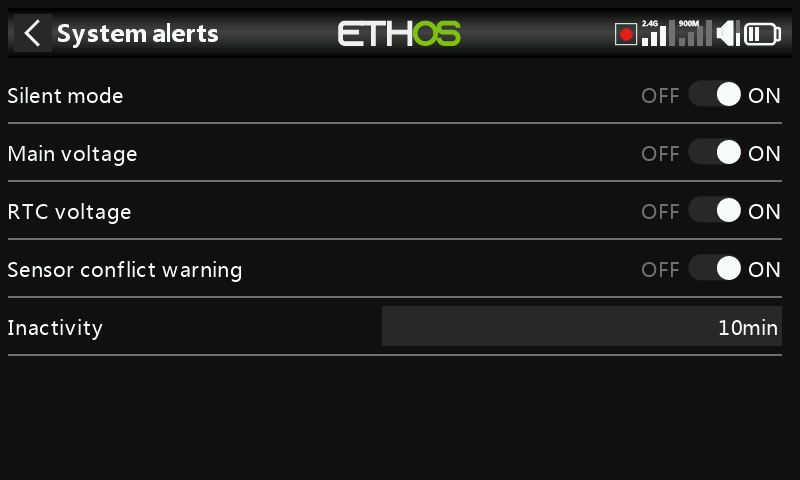 System alerts
ETHOS
2.4G
900M
Silent mode OFF ON
Main voltage OFF ON
RTC voltage OFF ON
Sensor conflict warning OFF ON
Inactivity 10min